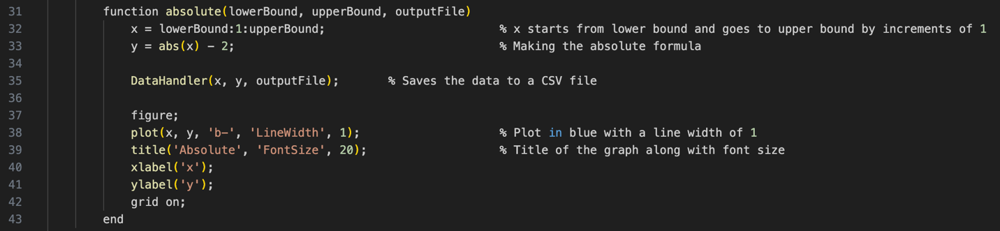 31 function absolute(lowerBound, upperBound, outputFile)
32 x = lowerBound:1:upperBound; % x starts from lower bound and goes to upper bound by increments of 1
33 y = abs(x) - 2; % Making the absolute formula
34
35 DataHandler(x, y, outputFile); % Saves the data to a CSV file
36
37 figure;
38 plot(x, y, 'b-', 'LineWidth', 1); % Plot in blue with a line width of 1
39 title('Absolute', 'FontSize', 20); % Title of the graph along with font size
40 xlabel('x');
41 ylabel('y');
42 grid on;
43 end